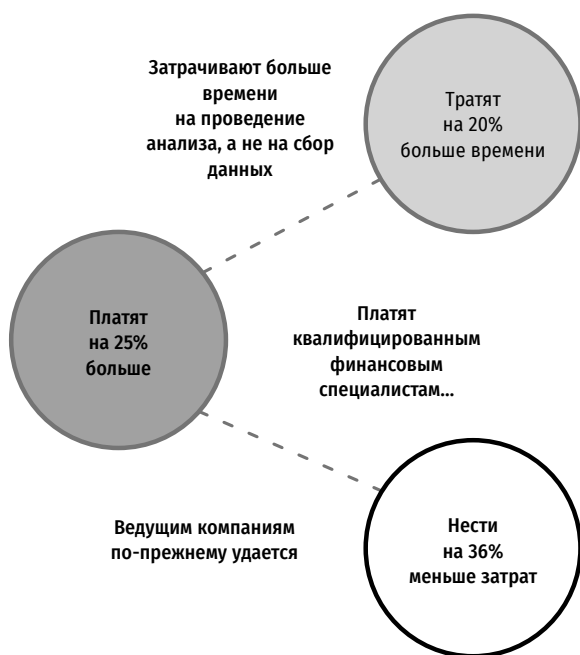 Затрачивают больше
времени
на проведение
анализа, а не на сбор
данных
Тратят
на 20%
больше времени
Платят
на 25%
больше
Платят
квалифицированным
финансовым
специалистам...
Ведущим компаниям
по-прежнему удается
Нести
на 36%
меньше затрат